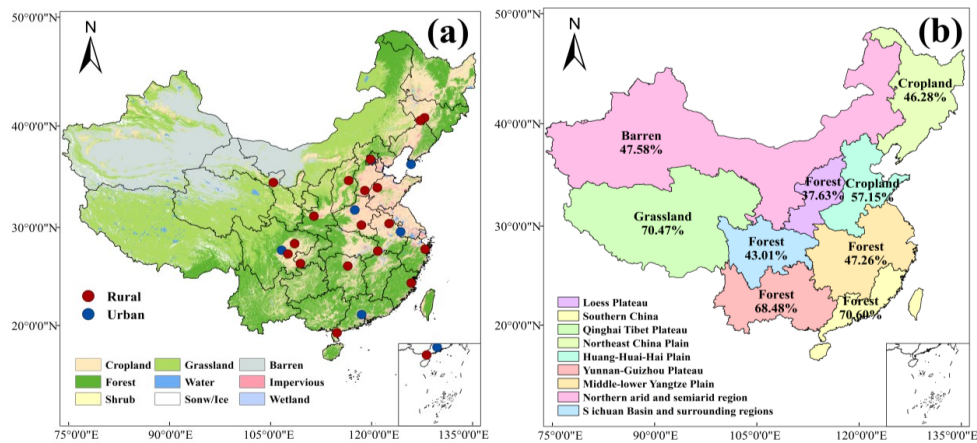 50°0'0"N
40°0'0"N
30°0'0"N
20°0'0"N
N
(a)
Rural
Urban
Cropland Grassland Barren
Forest Water Impervious
Shrub Sonw/Ice Wetland
75°0'0"E 90°0'0"E 105°0'0"E 120°0'0"E 135°0'0"E
50°0'0"N
40°0'0"N
30°0'0"N
20°0'0"N
N
(b)
Cropland
46.28%
Barren
47.58%
Forest
37.63%
Cropland
57.15%
Grassland
70.47%
Forest
43.01%
Forest
47.26%
Forest
68.48%
Forest
70.60%
Loess Plateau
Southern China
Qinghai Tibet Plateau
Northeast China Plain
Huang-Huai-Hai Plain
Yunnan-Guizhou Plateau
Middle-lower Yangtze Plain
Northern arid and semiarid region
S ichuan Basin and surrounding regions
75°0'0"E 90°0'0"E 105°0'0"E 120°0'0"E 135°0'0"E